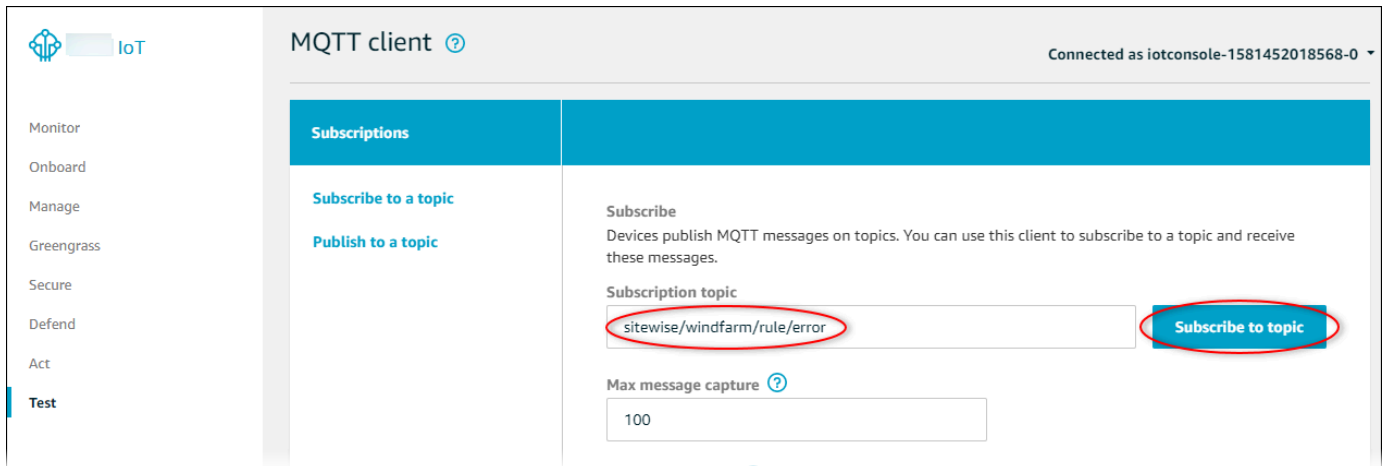 IoT
MQTT client ?
Connected as iotconsole-1581452018568-0
Monitor
Onboard
Manage
Greengrass
Secure
Defend
Act
Test
Subscriptions
Subscribe to a topic
Publish to a topic
Subscribe
Devices publish MQTT messages on topics. You can use this client to subscribe to a topic and receive
these messages.
Subscription topic
sitewise/windfarm/rule/error
Subscribe to topic
Max message capture ?
100